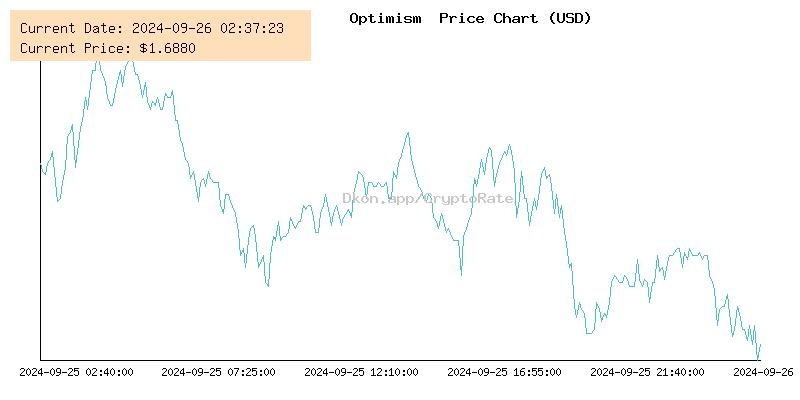 Optimism  Price Chart (USD)
Current Date: 2024-09-26 02:37:23
Current Price: $1.6880
Dkon.app/CryptoRate
2024-09-25 02:40:00 2024-09-25 07:25:00 2024-09-25 12:10:00 2024-09-25 16:55:00 2024-09-25 21:40:00 2024-09-26